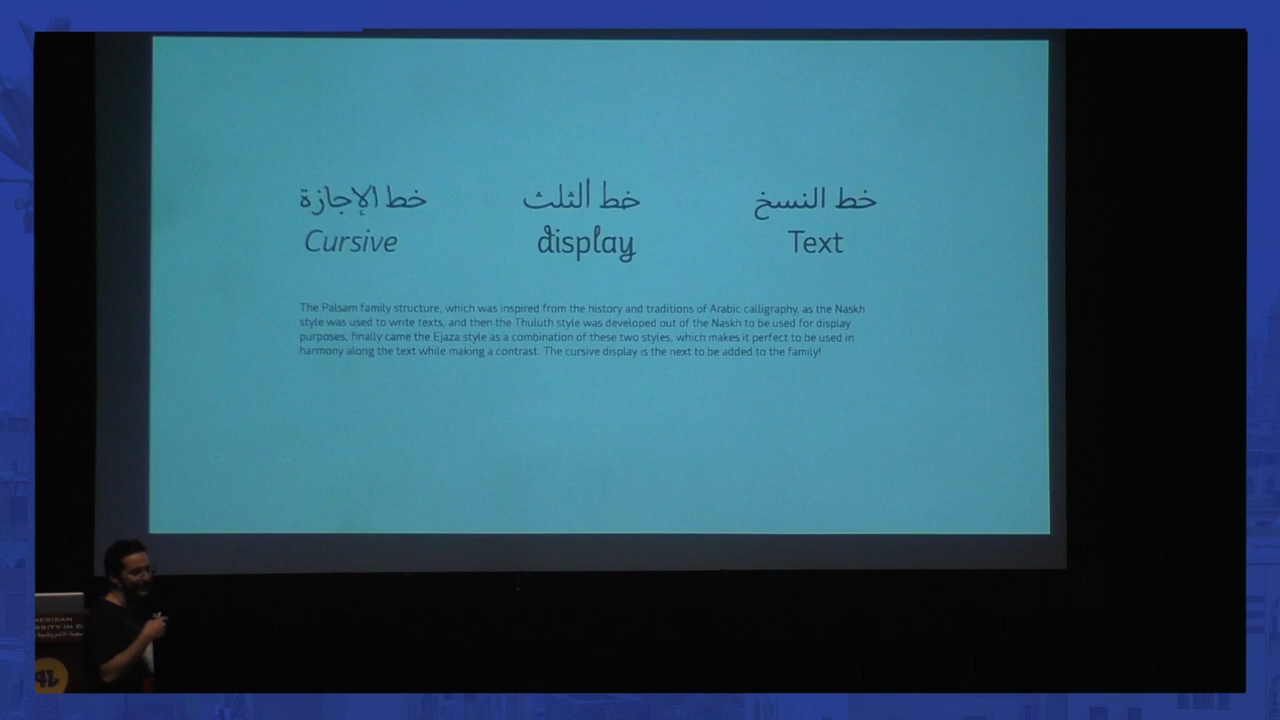 خط الإجازة
خط الثلث
خط النسخ
Cursive
display
Text
The Palsam family structure, which was inspired from the history and traditions of Arabic calligraphy, as the Naskh
style was used to write texts, and then the Thuluth style was developed out of the Naskh to be used for display
purposes, finally came the Ejaza style as a combination of these two styles, which makes it perfect to be used in
harmony along the text while making a contrast. The cursive display is the next to be added to the family!